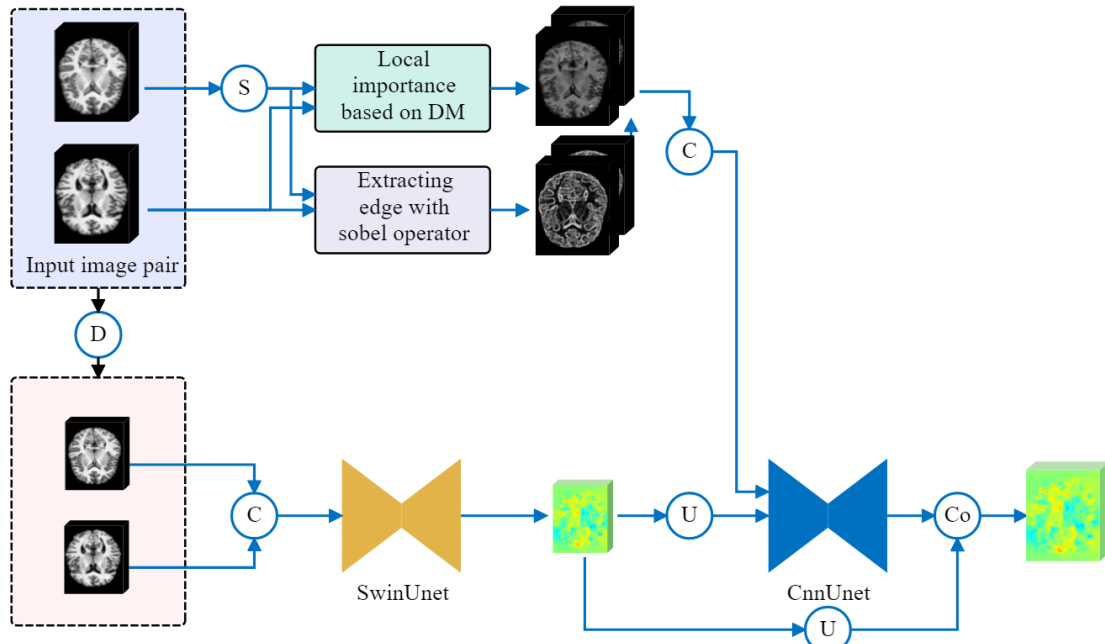 Local
importance
based on DM
S
C
Extracting
edge with
sobel operator
Input image pair
D
C
U
Co
SwinUnet
CnnUnet
U